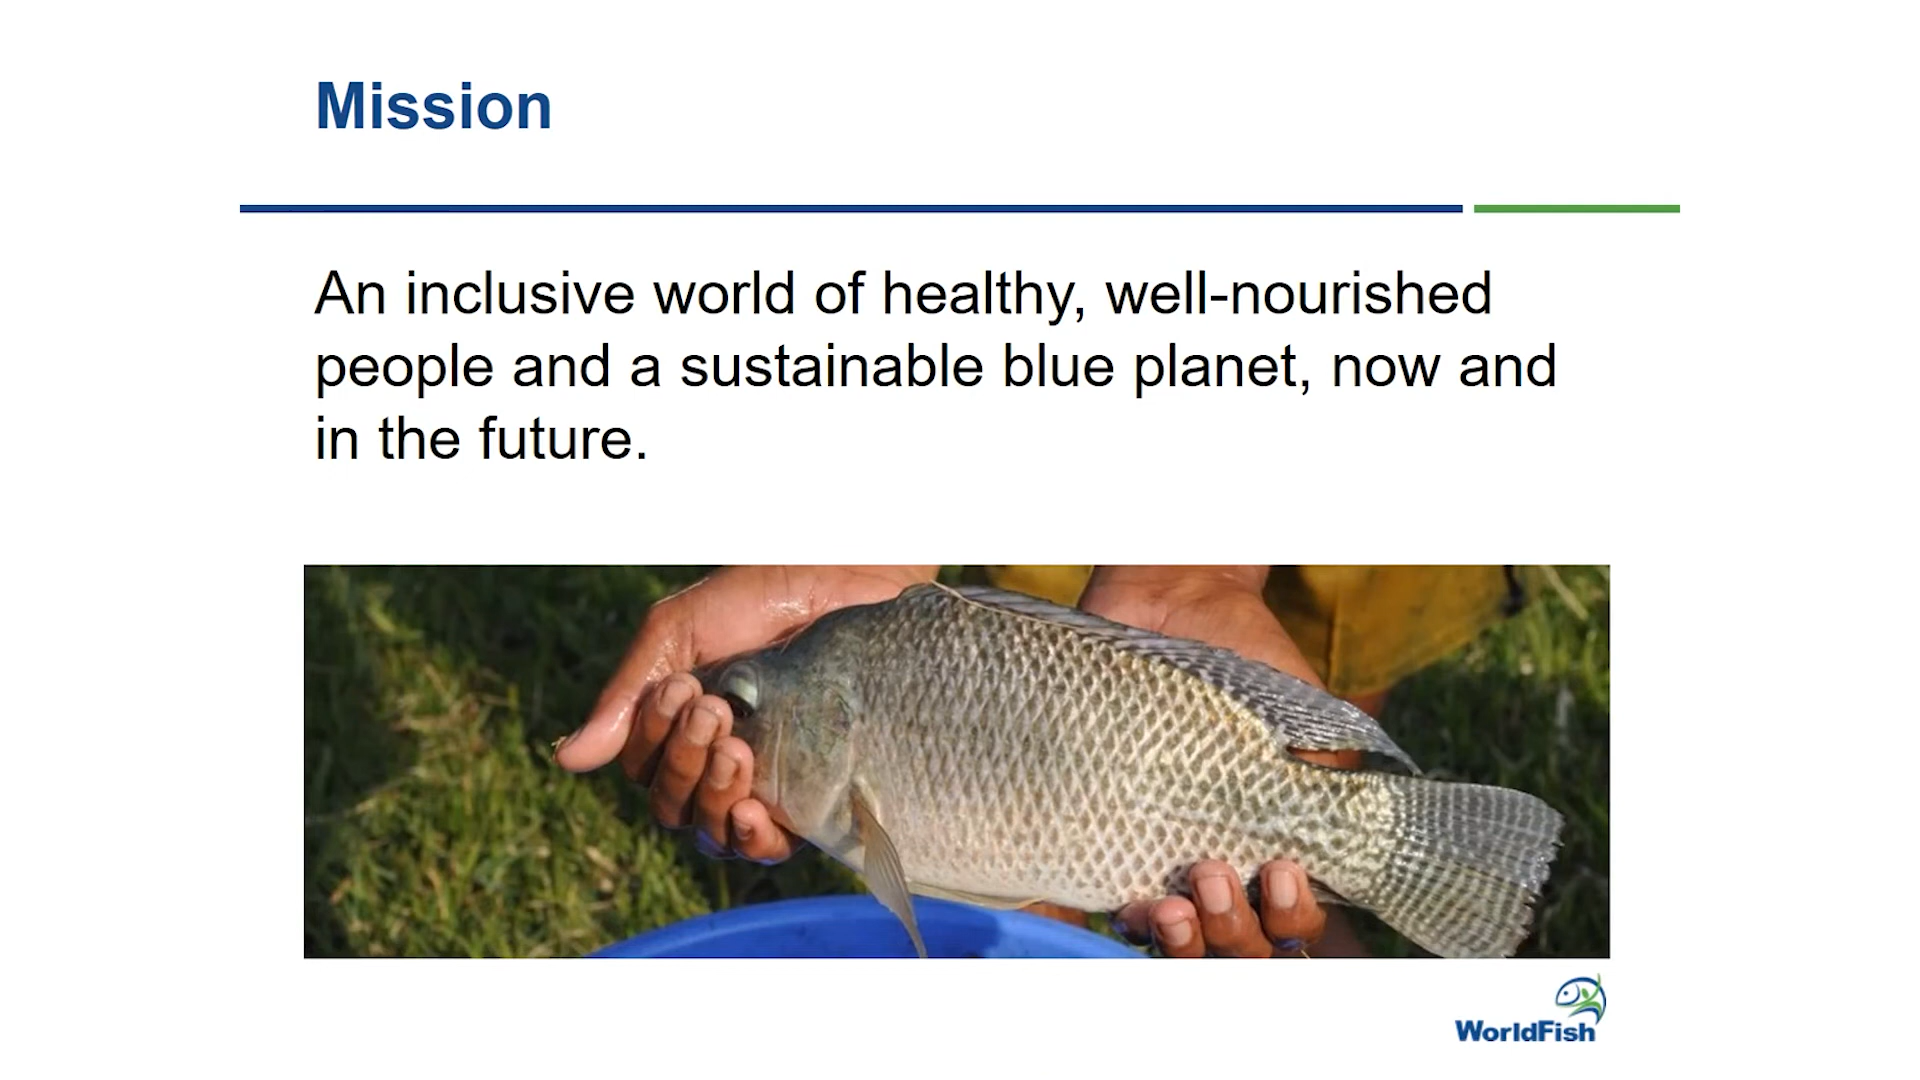 Mission
An inclusive world of healthy, well-nourished
people and a sustainable blue planet, now and
in the future.
WorldFish